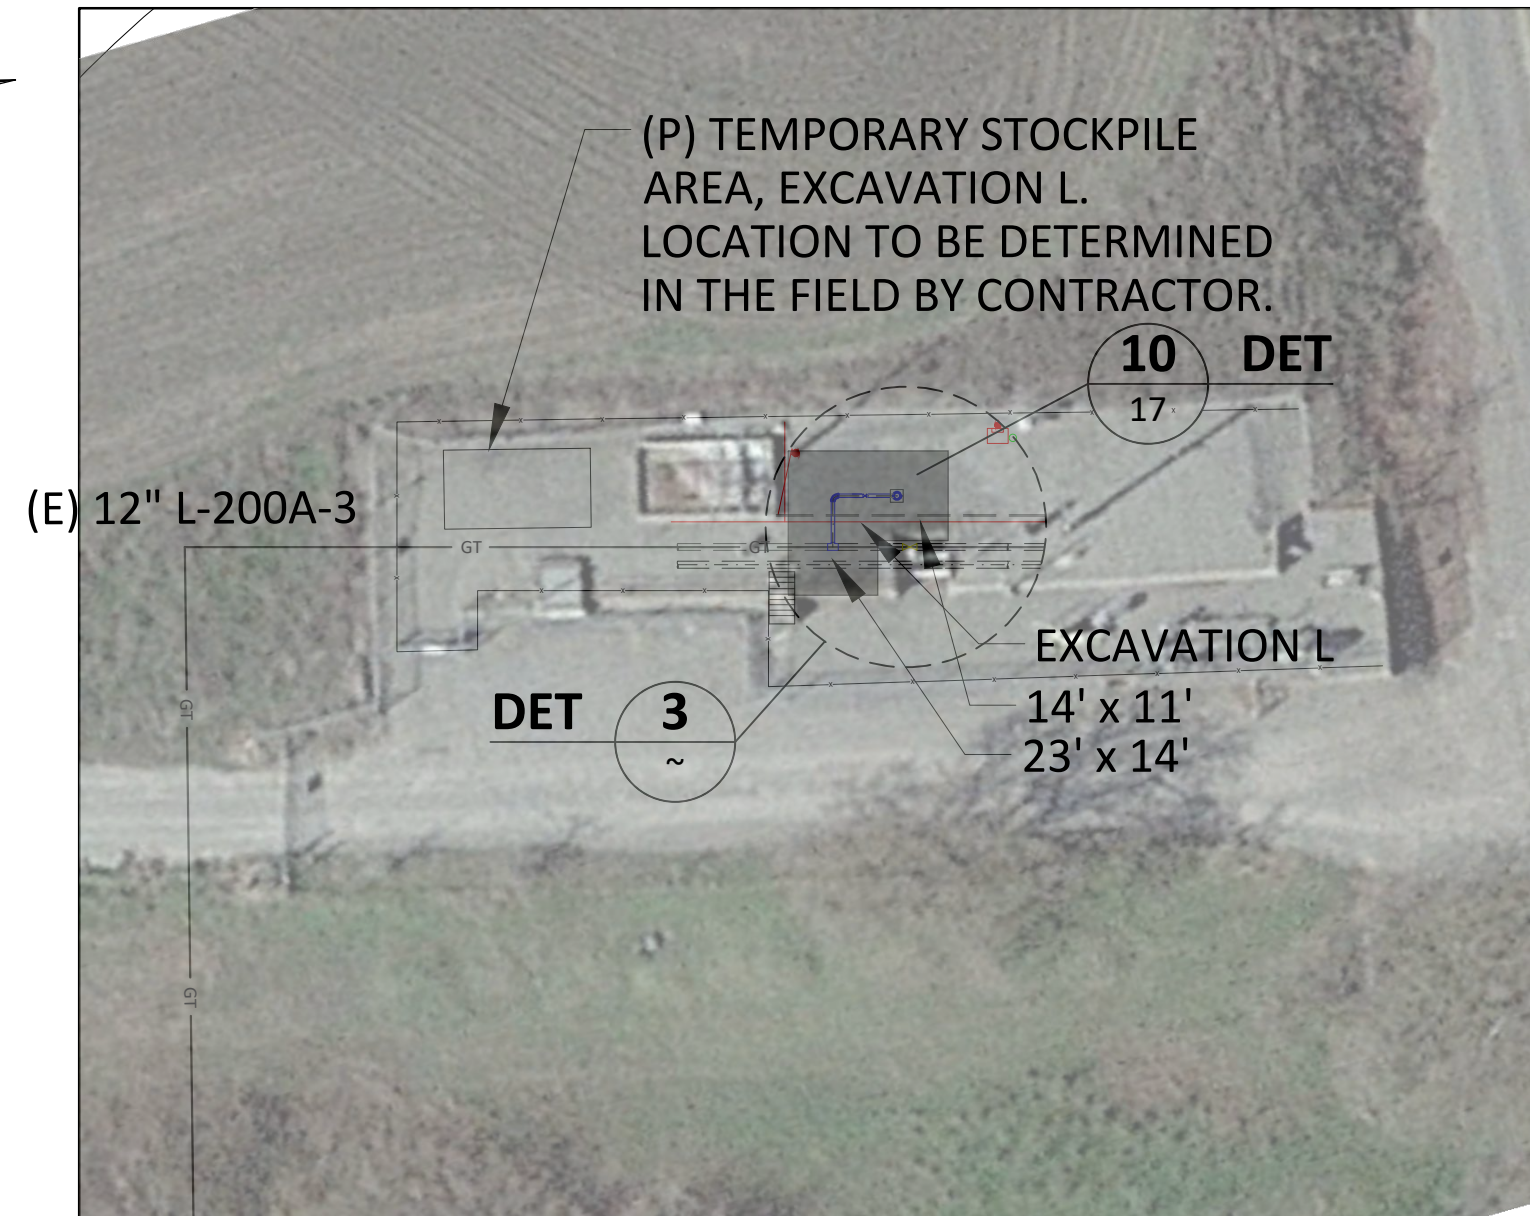 (P) TEMPORARY STOCKPILE
AREA, EXCAVATION L.
LOCATION TO BE DETERMINED
IN THE FIELD BY CONTRACTOR.
10 DET
17
(E) 12" L-200A-3
GT
GT
EXCAVATION L
14' x 11'
23' x 14'
DET 3
~
GT
GT